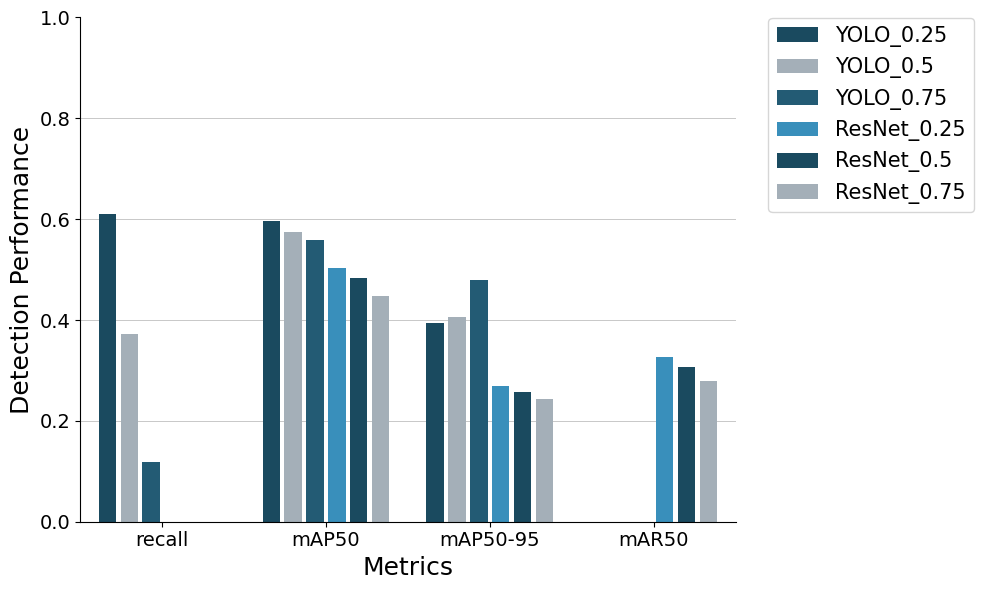 1.0
0.8
0.6
0.4
0.2
0.0
Detection Performance
recall
mAP50
mAP50-95
mAR50
Metrics
YOLO_0.25
YOLO_0.5
YOLO_0.75
ResNet_0.25
ResNet_0.5
ResNet_0.75